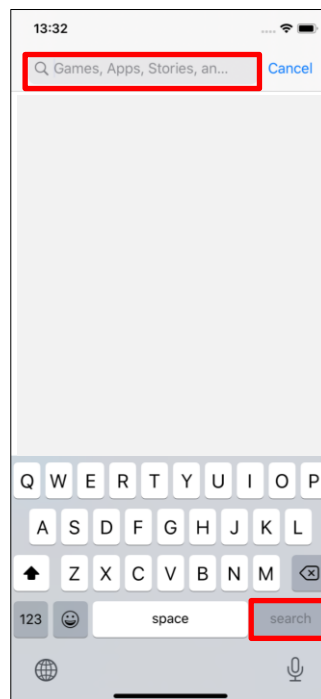 13:32
Games, Apps, Stories, an... Cancel
Q W E R T Y U I O P
A S D F G H J K L
Z X C V B N M
123 space search